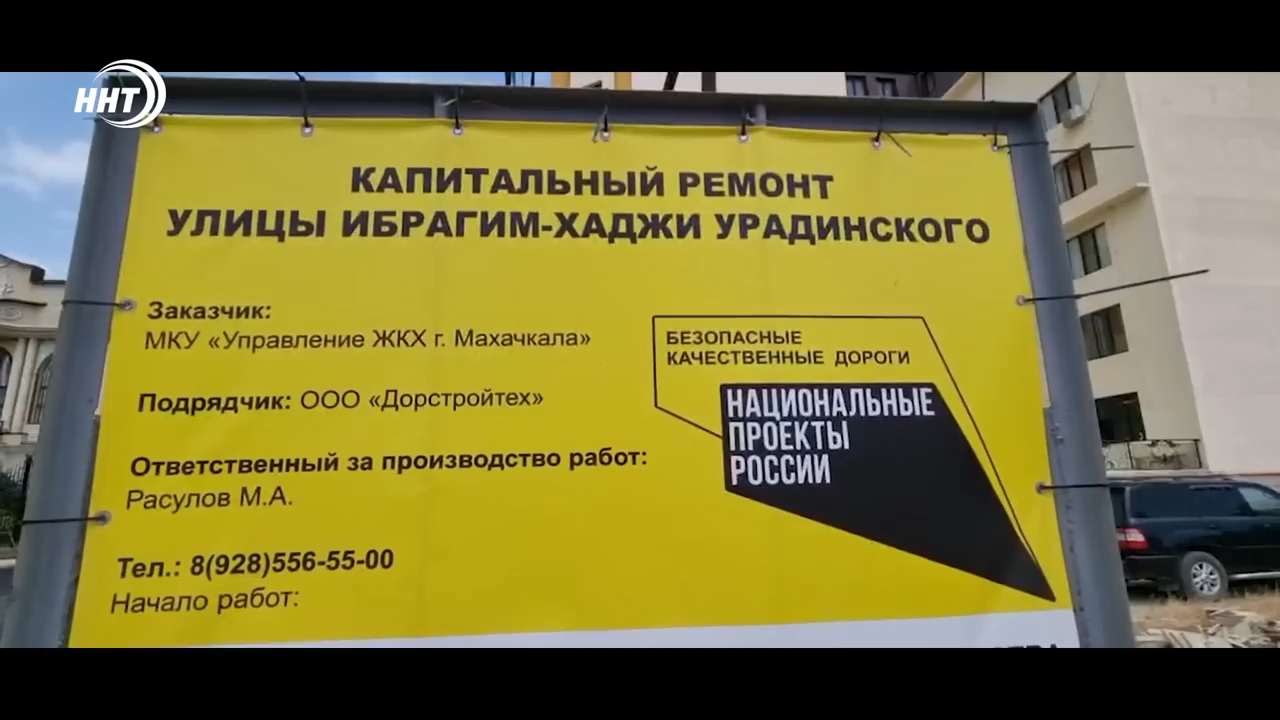 ННТ
КАПИТАЛЬНЫЙ РЕМОНТ
УЛИЦЫ ИБРАГИМ-ХАДЖИ УРАДИНСКОГО
Заказчик:
МКУ «Управление ЖКХ г. Махачкала»
Подрядчик: ООО «Дорстройтех»
Ответственный за производство работ:
Расулов М.А.
Тел.: 8(928)556-55-00
Начало работ:
БЕЗОПАСНЫЕ
КАЧЕСТВЕННЫЕ ДОРОГИ
НАЦИОНАЛЬНЫЕ
ПРОЕКТЫ
РОССИИ